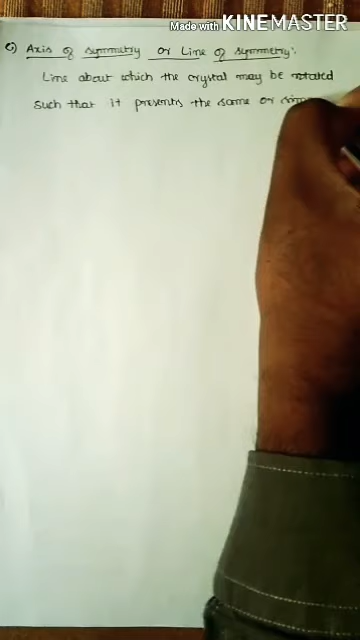 Made with KINEMASTER
c) Axis of symmetry or Line of symmetry:
Line about which the crystal may be rotated
such that it presents the same or